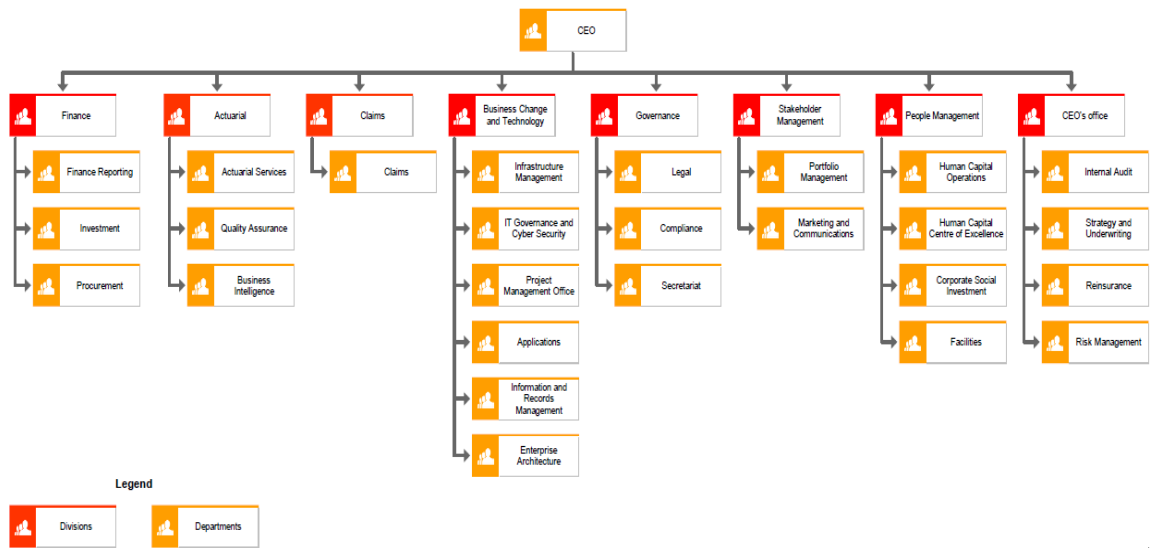 CEO
Finance
Actuarial
Claims
Business Change
and Technology
Governance
Stakeholder
Management
People Management
CEO's office
Finance Reporting
Investment
Procurement
Actuarial Services
Quality Assurance
Business
Intelligence
Claims
Infrastructure
Management
IT Governance and
Cyber Security
Project
Management Office
Applications
Information and
Records
Management
Enterprise
Architecture
Legal
Compliance
Secretariat
Portfolio
Management
Marketing and
Communications
Human Capital
Operations
Human Capital
Centre of Excellence
Corporate Social
Investment
Facilities
Internal Audit
Strategy and
Underwriting
Reinsurance
Risk Management
Legend
Divisions
Departments